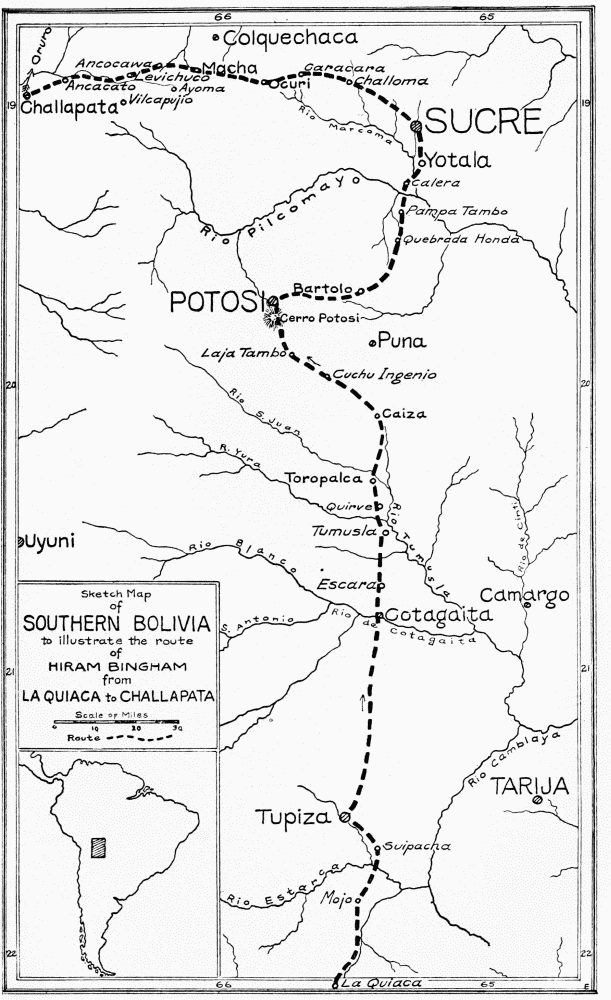 66
65
Oruro
Colquechaca
Ancocawa
Macha
Caracara
Levichuco
Challoma
Ancacato
Ayoma
Ocuri
Challapata
Vilcapujio
19
19
Rio Marcoma
SUCRE
Yotala
Calera
Rio Pilcomayo
Pampa Tambo
Quebrada Honda
Bartolo
POTOSI
Cerro Potosi
Puna
Laja Tambo
Cuchu Ingenio
20
20
Rio S. Juan
Caiza
R. Yura
Toropalca
Quirve
Rio Tumusla
Tumusla
Rio de Cinti
Uyuni
Rio Blanco
Escara
Camargo
S. Antonio
Rio de Cotagaita
Cotagaita
Sketch Map
of
SOUTHERN BOLIVIA
to illustrate the route
of
HIRAM BINGHAM
from
LA QUIACA to CHALLAPATA
Scale of Miles
0 10 20 30
Route
21
21
Rio Camblaya
TARIJA
Tupiza
Suipacha
Rio Estarca
Mojo
22
22
La Quiaca
66
65
E